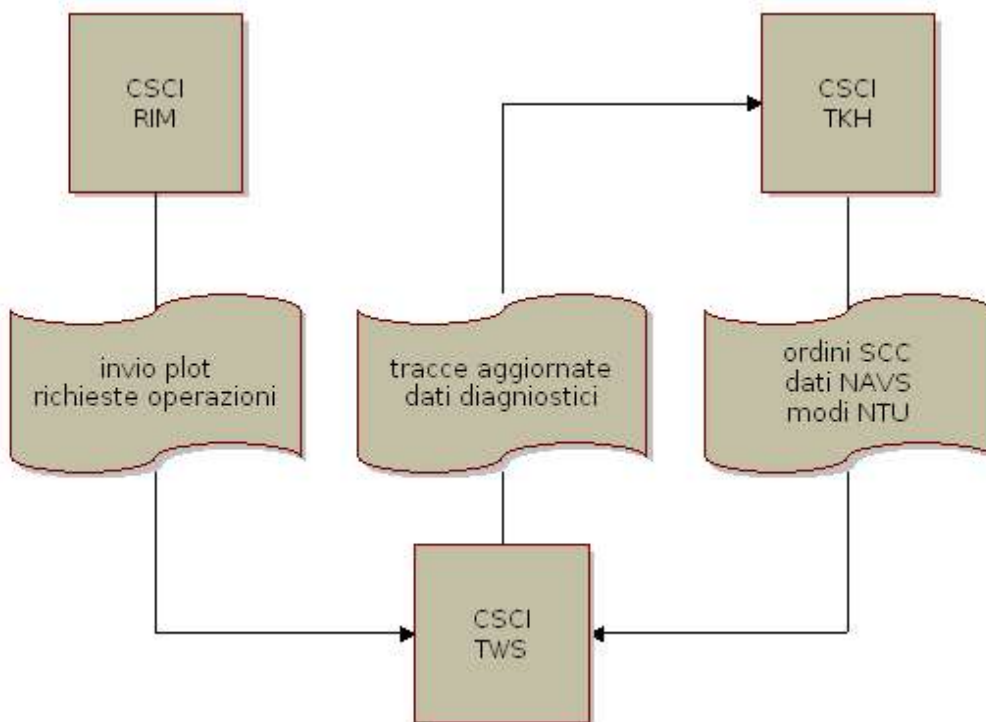 CSCI
RIM
CSCI
TKH
invio plot
richieste operazioni
tracce aggiornate
dati diagniostici
ordini SCC
dati NAVS
modi NTU
CSCI
TWS